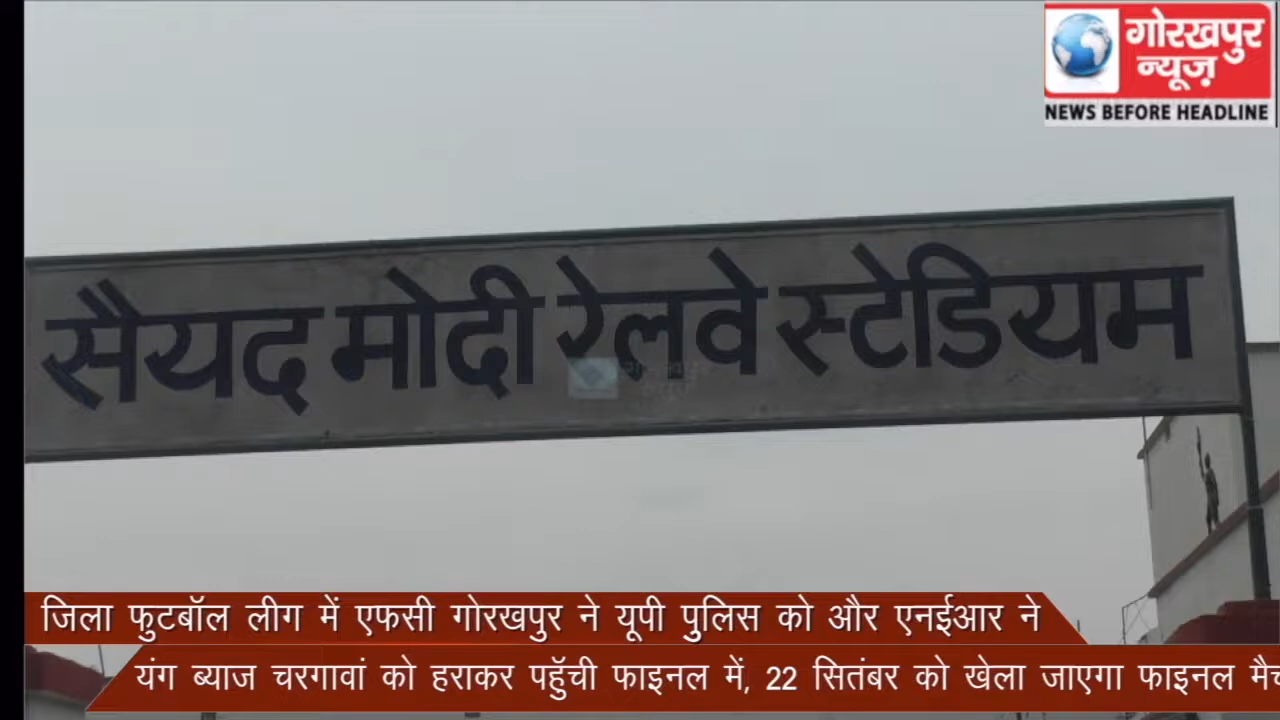 गोरखपुर
न्यूज़
NEWS BEFORE HEADLINE
सैयद मोदी रेलवे स्टेडियम
जिला फुटबॉल लीग में एफसी गोरखपुर ने यूपी पुलिस को और एनईआर ने
यंग ब्याज चरगावां को हराकर पहुॅची फाइनल में, 22 सितंबर को खेला जाएगा फाइनल मैच